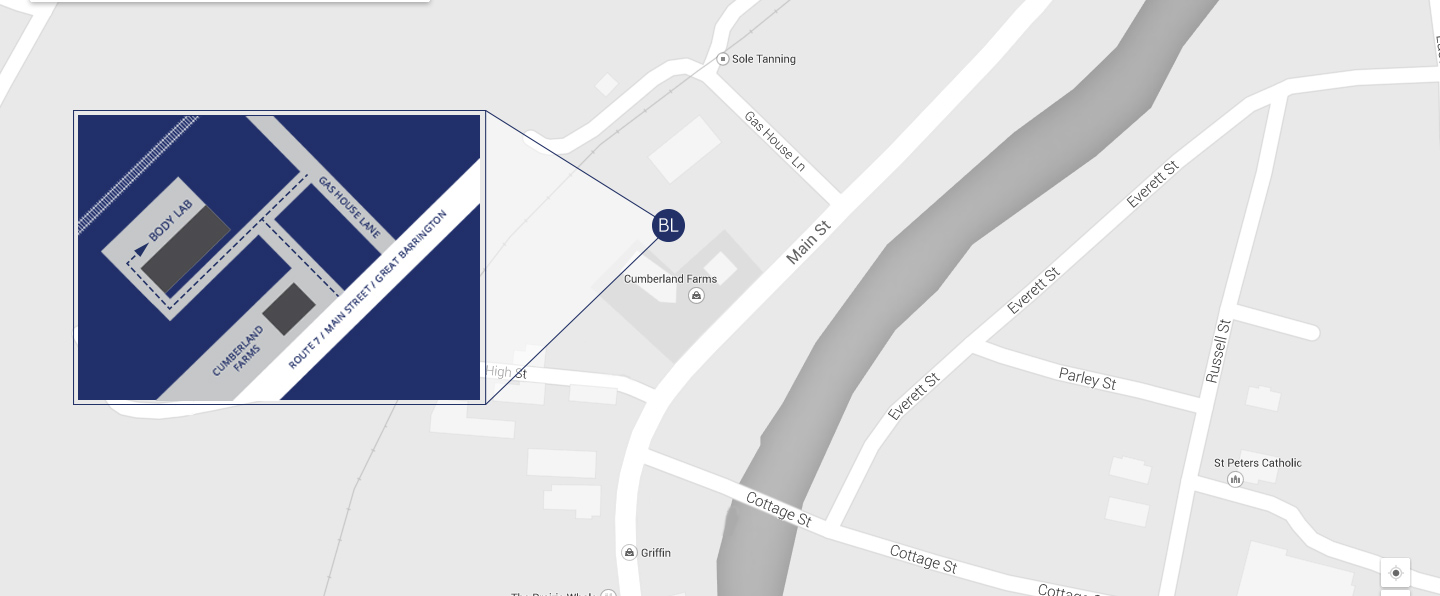 Sole Tanning
Gas House Ln
Everett St
GAS HOUSE LANE
BODY LAB
BL
Main St
ROUTE 7 / MAIN STREET / GREAT BARRINGTON
Cumberland Farms
Everett St
CUMBERLAND
FARMS
Russell St
High St
Parley St
Everett St
St Peters Catholic
Cottage St
Griffin
Cottage St